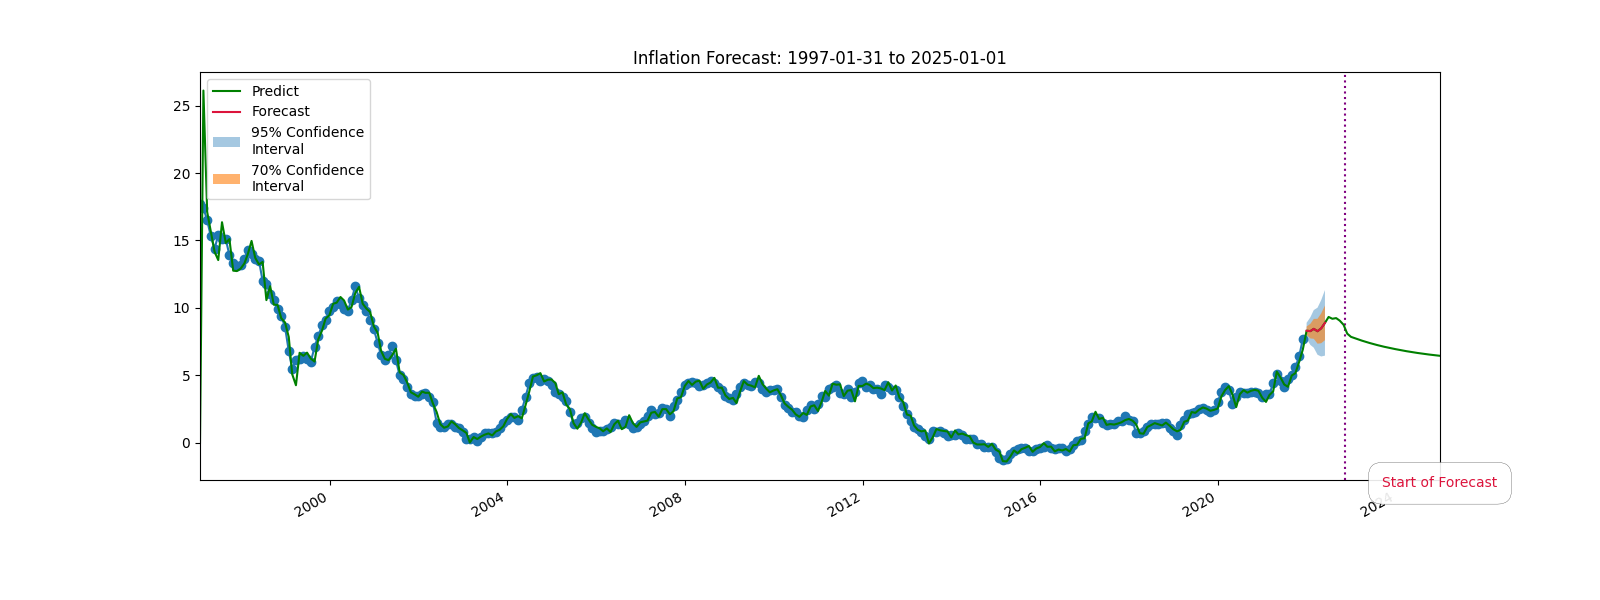 Inflation Forecast: 1997-01-31 to 2025-01-01
Predict
Forecast
95% Confidence
Interval
70% Confidence
Interval
25
20
15
10
5
0
2000
2004
2008
2012
2016
2020
2024
Start of Forecast